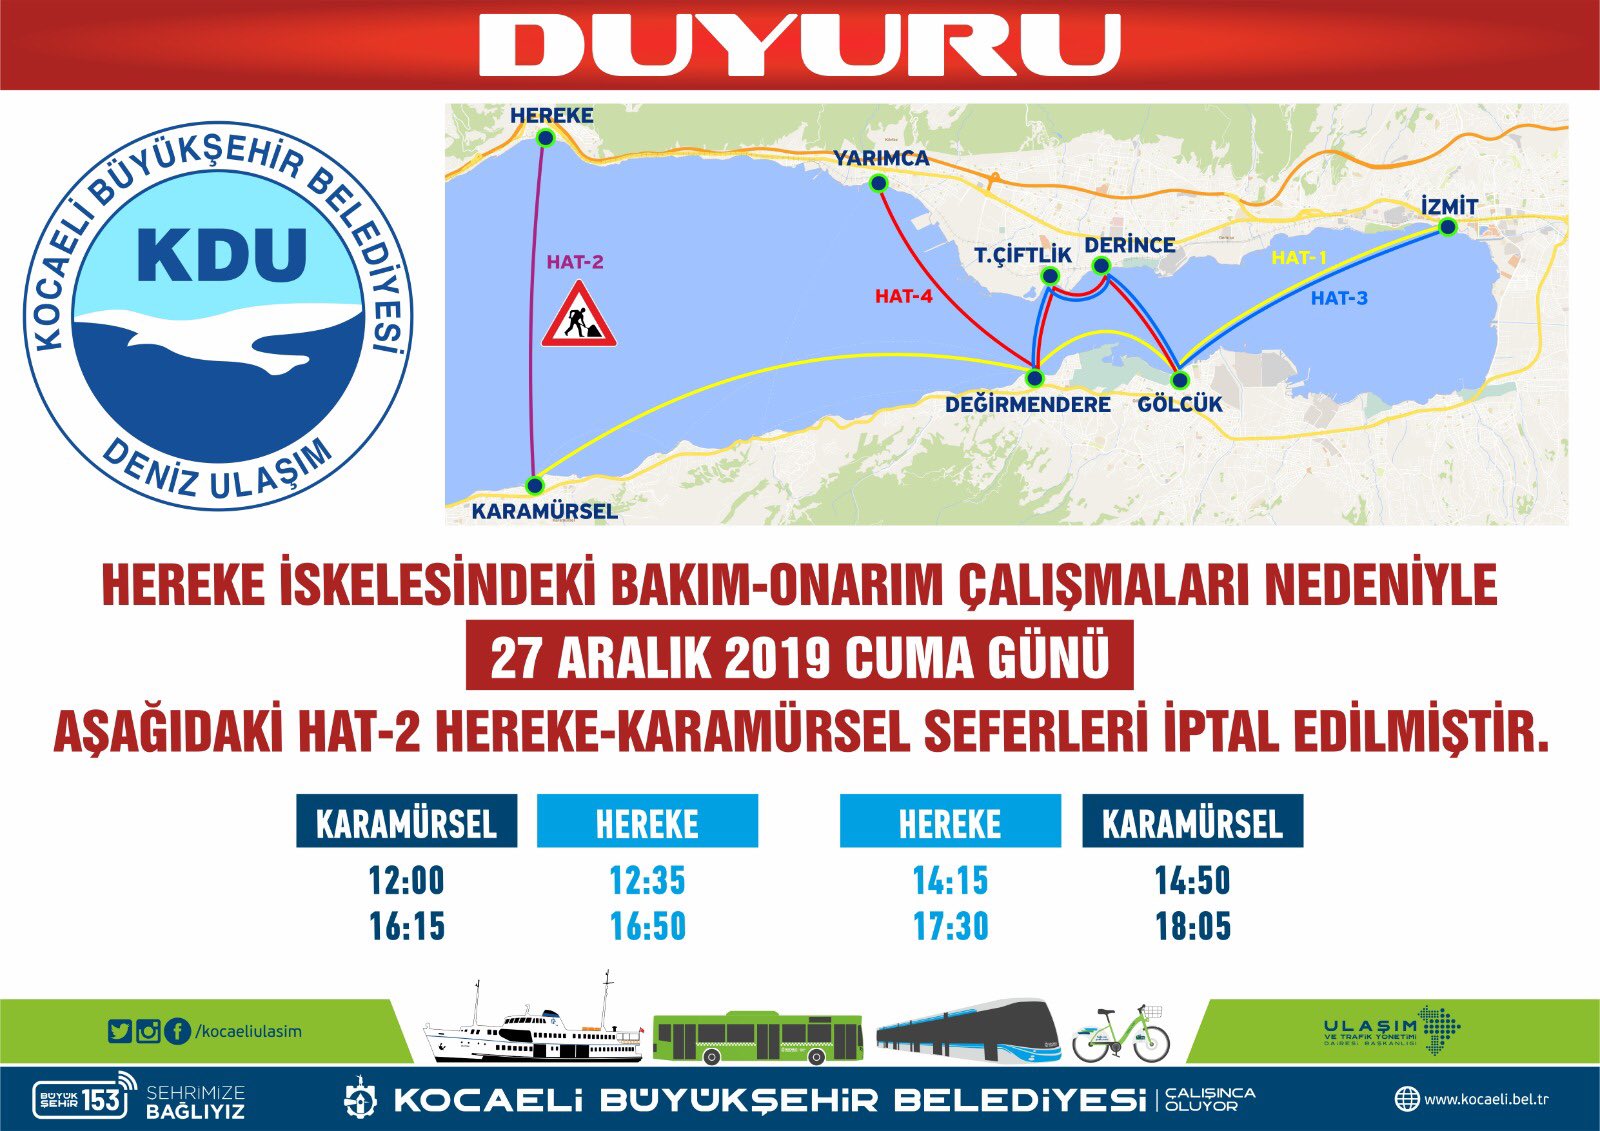 DUYURU
KOCAELİ BÜYÜKŞEHİR BELEDİYESİ
KDU
DENİZ ULAŞIM
HEREKE
YARIMCA
İZMİT
T.ÇİFTLİK
DERİNCE
HAT-1
HAT-2
HAT-4
HAT-3
DEĞİRMENDERE
GÖLCÜK
KARAMÜRSEL
HEREKE İSKELESİNDEKİ BAKIM-ONARIM ÇALIŞMALARI NEDENİYLE
27 ARALIK 2019 CUMA GÜNÜ
AŞAĞIDAKİ HAT-2 HEREKE-KARAMÜRSEL SEFERLERİ İPTAL EDİLMİŞTİR.
KARAMÜRSEL HEREKE HEREKE KARAMÜRSEL
12:00 12:35 14:15 14:50
16:15 16:50 17:30 18:05
/kocaeliulasim
ULAŞIM
VE TRAFİK YÖNETİMİ
DAİRESİ BAŞKANLIĞI
BÜYÜK
ŞEHİR 153
ŞEHRİMİZE
BAĞLIYIZ
KOCAELİ BÜYÜKŞEHİR BELEDİYESİ
ÇALIŞINCA
OLUYOR
www.kocaeli.bel.tr